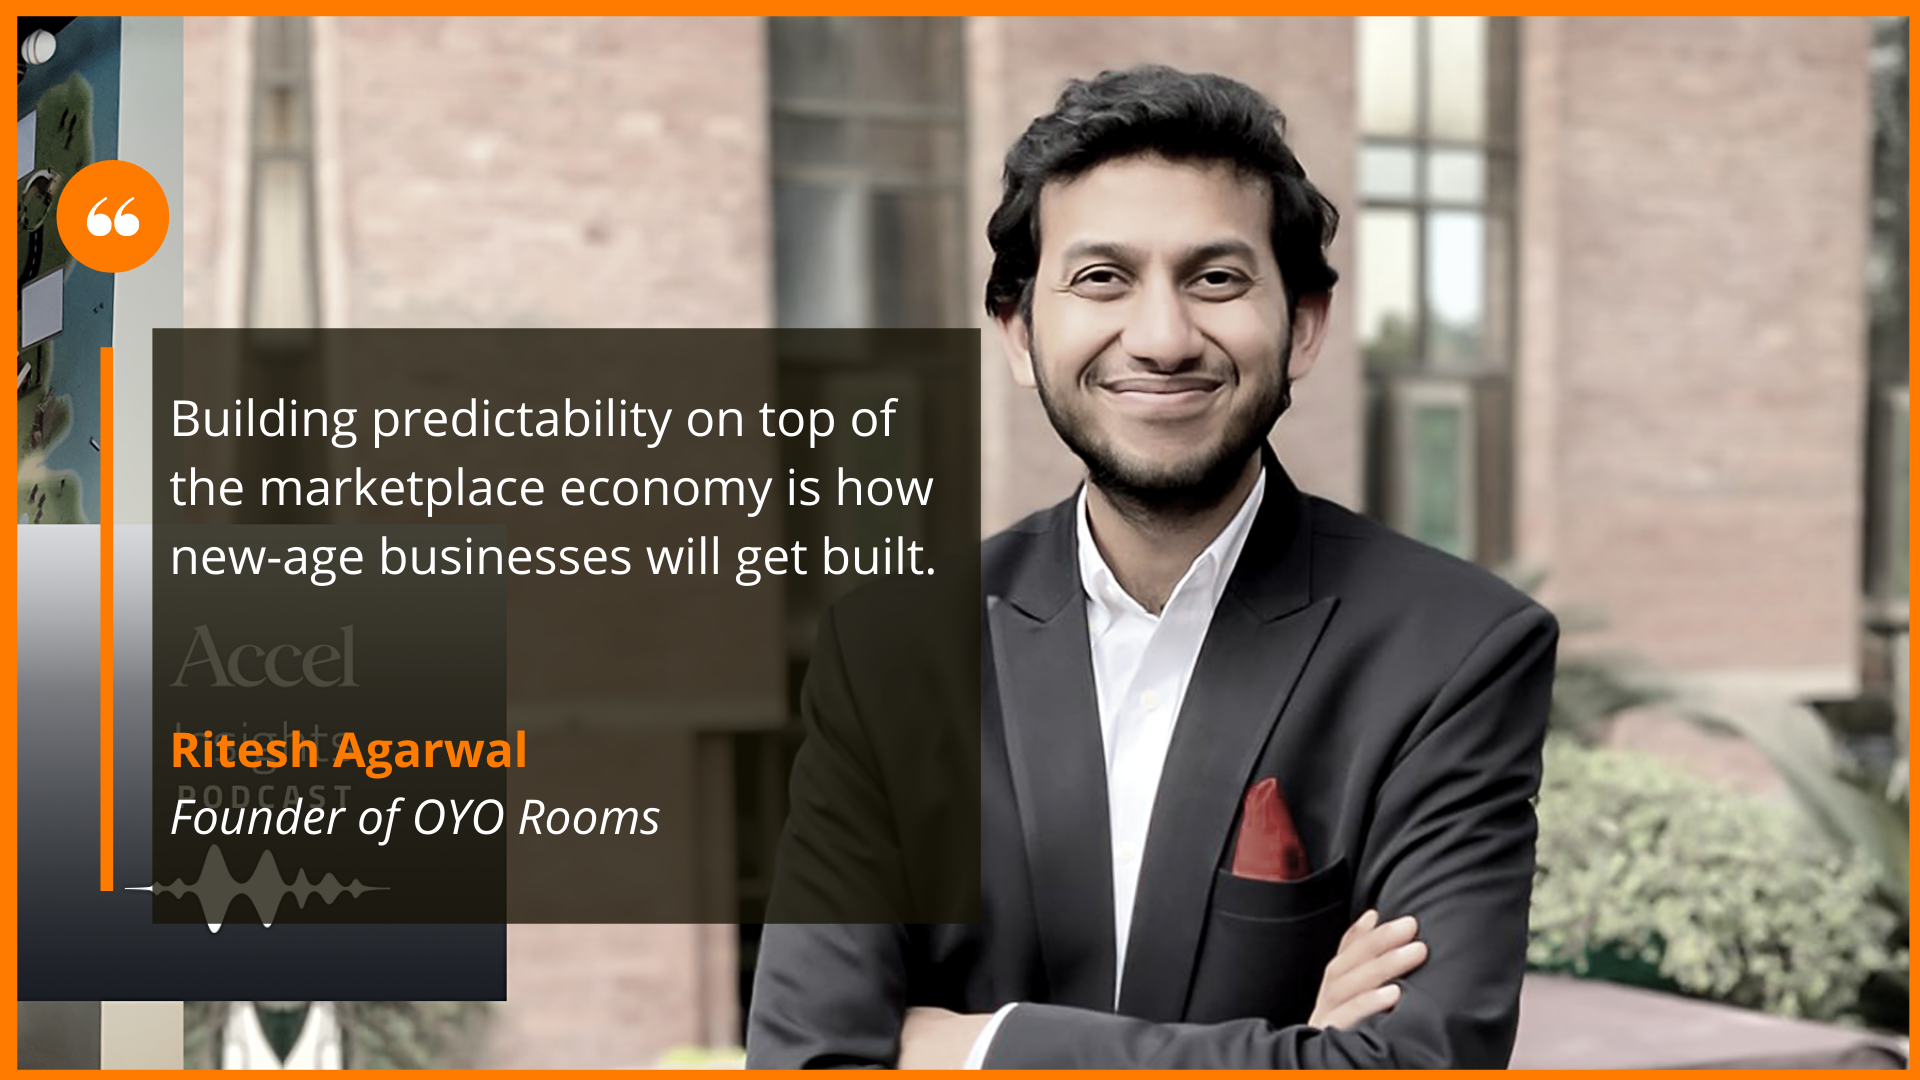 “
Building predictability on top of
the marketplace economy is how
new-age businesses will get built.
Accel
Insights
Ritesh Agarwal
PODCAST
Founder of OYO Rooms